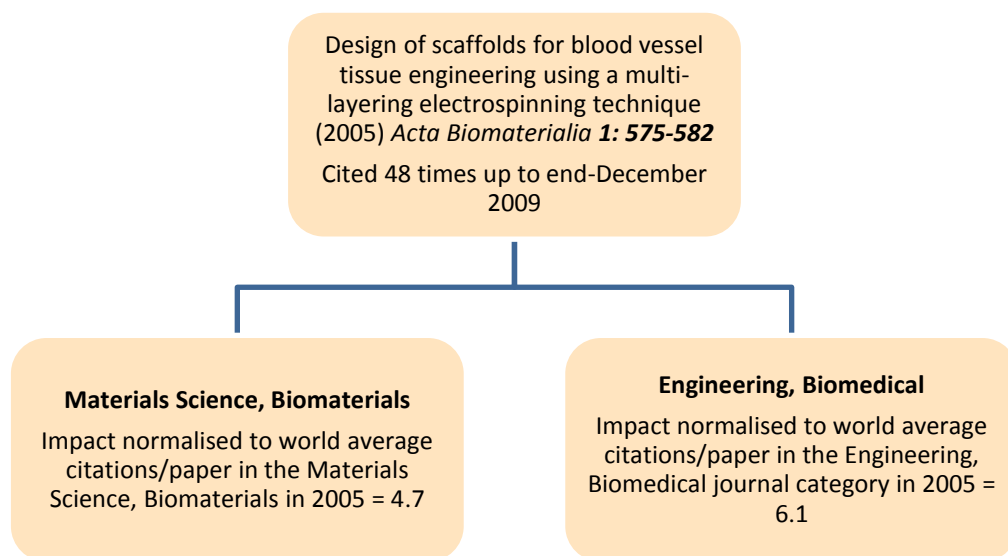 Design of scaffolds for blood vessel
tissue engineering using a multi-
layering electrospinning technique
(2005) Acta Biomaterialia 1: 575-582
Cited 48 times up to end-December
2009
Materials Science, Biomaterials
Impact normalised to world average
citations/paper in the Materials
Science, Biomaterials in 2005 = 4.7
Engineering, Biomedical
Impact normalised to world average
citations/paper in the Engineering,
Biomedical journal category in 2005 =
6.1